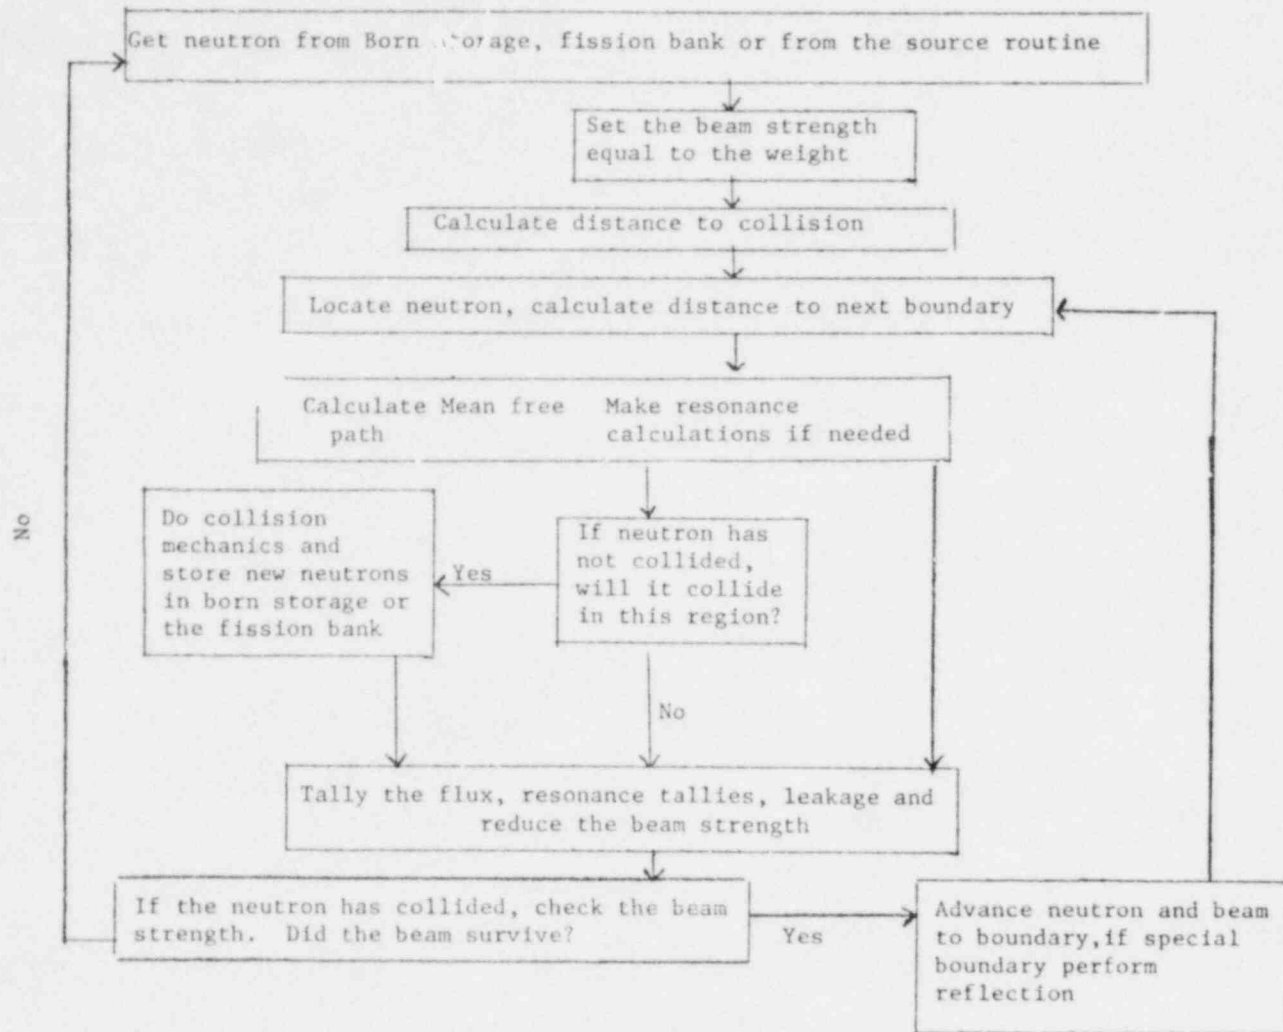 Get neutron from Born storage, fission bank or from the source routine
Set the beam strength
equal to the weight
Calculate distance to collision
Locate neutron, calculate distance to next boundary
Calculate Mean free
path
Make resonance
calculations if needed
Do collision
mechanics and
store new neutrons
in born storage or
the fission bank
Yes
If neutron has
not collided,
will it collide
in this region?
No
No
Tally the flux, resonance tallies, leakage and
reduce the beam strength
If the neutron has collided, check the beam
strength. Did the beam survive?
Yes
Advance neutron and beam
to boundary,if special
boundary perform
reflection